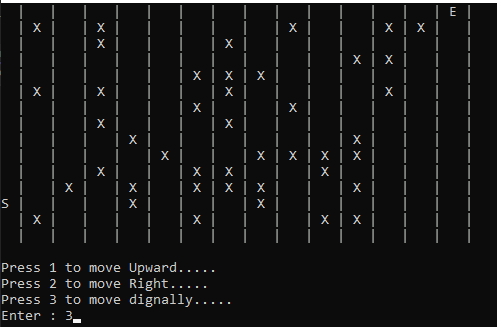 |   |   |   |   |   |   |   |   |   |   |   |   |   | E |
  | X |   | X |   |   |   |   |   | X |   |   | X | X |   |
  |   |   | X |   |   |   | X |   |   |   |   |   |   |   |
  |   |   |   |   |   |   |   |   |   |   | X | X |   |   |
  |   |   |   |   |   | X | X | X |   |   |   |   |   |   |
  | X |   | X |   |   |   | X |   |   |   |   | X |   |   |
  |   |   |   |   |   | X |   |   | X |   |   |   |   |   |
  |   |   | X |   |   |   | X |   |   |   |   |   |   |   |
  |   |   |   | X |   |   |   |   |   |   | X |   |   |   |
  |   |   |   |   | X |   |   | X | X | X | X |   |   |   |
  |   |   | X |   |   | X | X |   |   | X |   |   |   |   |
  |   | X |   | X |   | X | X | X |   |   | X |   |   |   |
S |   |   |   | X |   |   |   | X |   |   |   |   |   |   |
  | X |   |   |   |   | X |   |   |   | X | X |   |   |   |
  |   |   |   |   |   |   |   |   |   |   |   |   |   |   |
Press 1 to move Upward.....
Press 2 to move Right.....
Press 3 to move dignally.....
Enter : 3